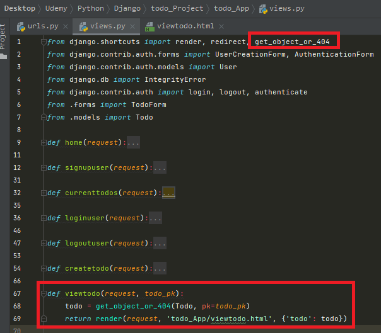 Desktop > Udemy > Python > Django > todo_Project > todo_App > views.py
Project
urls.py × views.py × viewtodo.html ×
1 from django.shortcuts import render, redirect, get_object_or_404
2 from django.contrib.auth.forms import UserCreationForm, AuthenticationForm
3 from django.contrib.auth.models import User
4 from django.db import IntegrityError
5 from django.contrib.auth import login, logout, authenticate
6 from .forms import TodoForm
7 from .models import Todo
8
9 def home(request):...
12 def signupuser(request):...
32 def currenttodos(request):...
36 def loginuser(request):...
47 def logoutuser(request):...
54 def createtodo(request):...
67 def viewtodo(request, todo_pk):
68 todo = get_object_or_404(Todo, pk=todo_pk)
69 return render(request, 'todo_App/viewtodo.html', {'todo': todo})
70